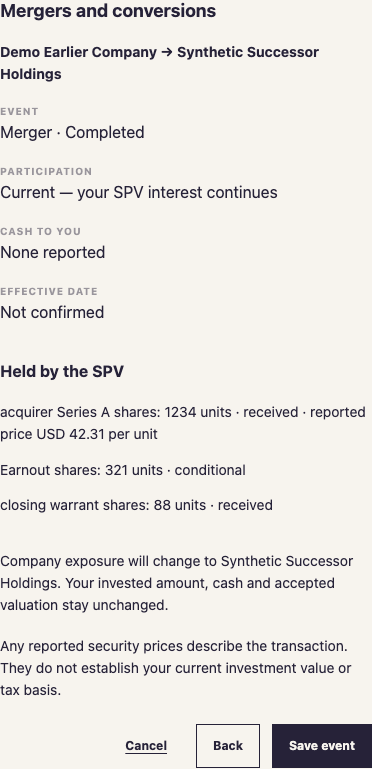 Mergers and conversions
Demo Earlier Company → Synthetic Successor
Holdings
EVENT
Merger · Completed
PARTICIPATION
Current — your SPV interest continues
CASH TO YOU
None reported
EFFECTIVE DATE
Not confirmed
Held by the SPV
acquirer Series A shares: 1234 units · received · reported
price USD 42.31 per unit
Earnout shares: 321 units · conditional
closing warrant shares: 88 units · received
Company exposure will change to Synthetic Successor
Holdings. Your invested amount, cash and accepted
valuation stay unchanged.
Any reported security prices describe the transaction.
They do not establish your current investment value or
tax basis.
Cancel Back Save event